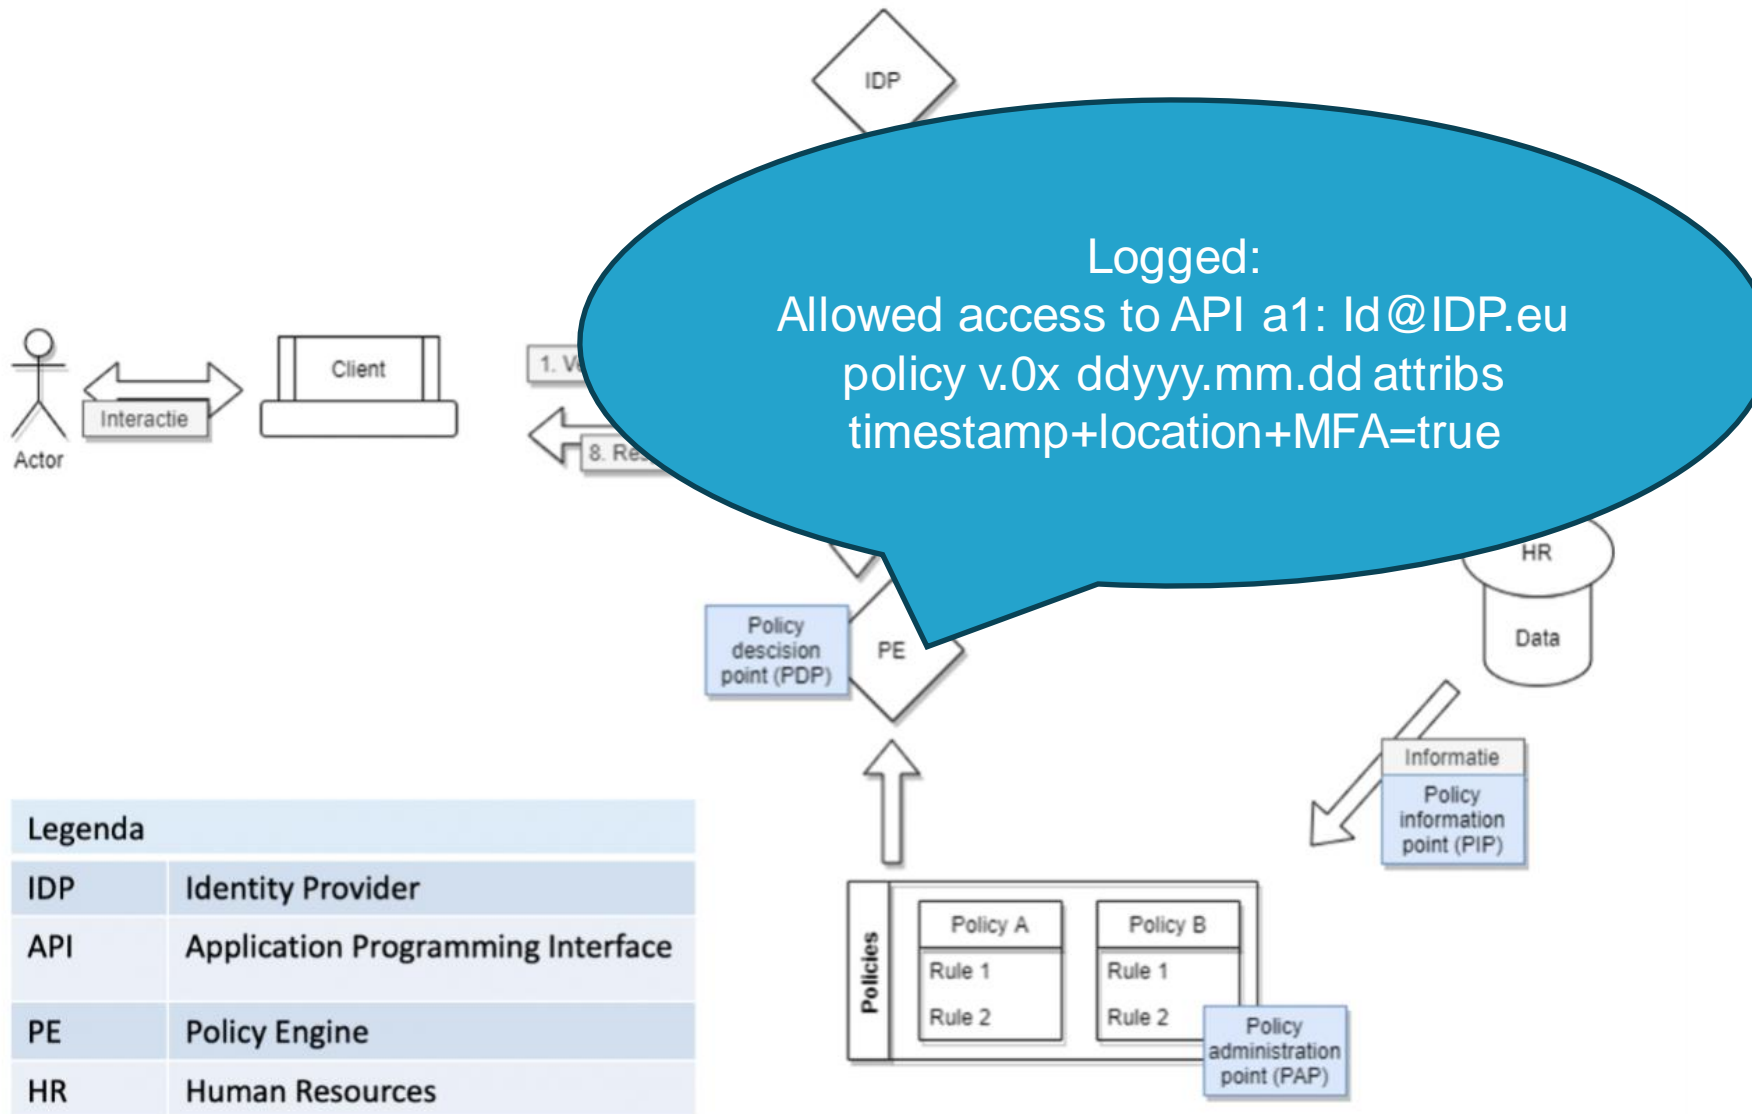 IDP
Logged:
Allowed access to API a1: Id@IDP.eu
policy v.0x ddyyy.mm.dd attribs
timestamp+location+MFA=true
Client
1.
Interactie
8.
Actor
HR
Data
Policy
descision
point (PDP)
PE
Informatie
Policy
information
point (PIP)
Legenda
IDP Identity Provider
API Application Programming Interface
PE Policy Engine
HR Human Resources
Policies
Policy A
Rule 1
Rule 2
Policy B
Rule 1
Rule 2
Policy
administration
point (PAP)